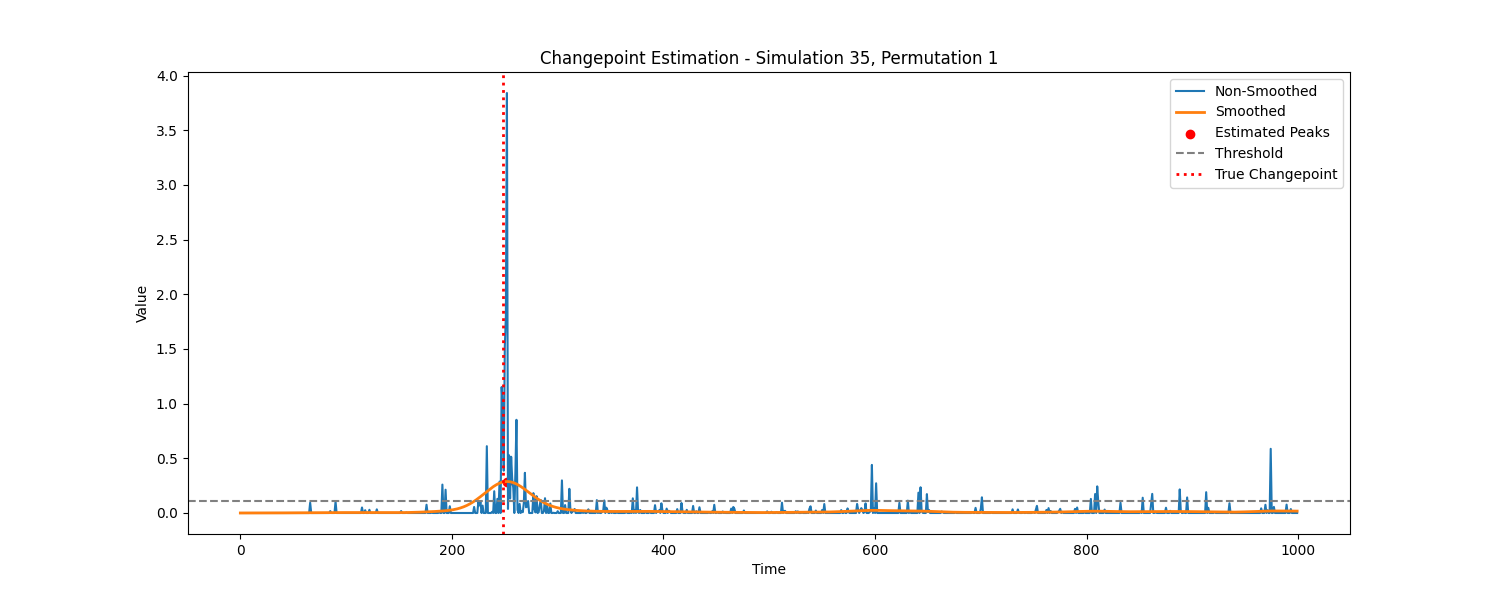 Changepoint Estimation - Simulation 35, Permutation 1
Non-Smoothed
Smoothed
Estimated Peaks
Threshold
True Changepoint
4.0
3.5
3.0
2.5
2.0
1.5
1.0
0.5
0.0
Value
0
200
400
600
800
1000
Time